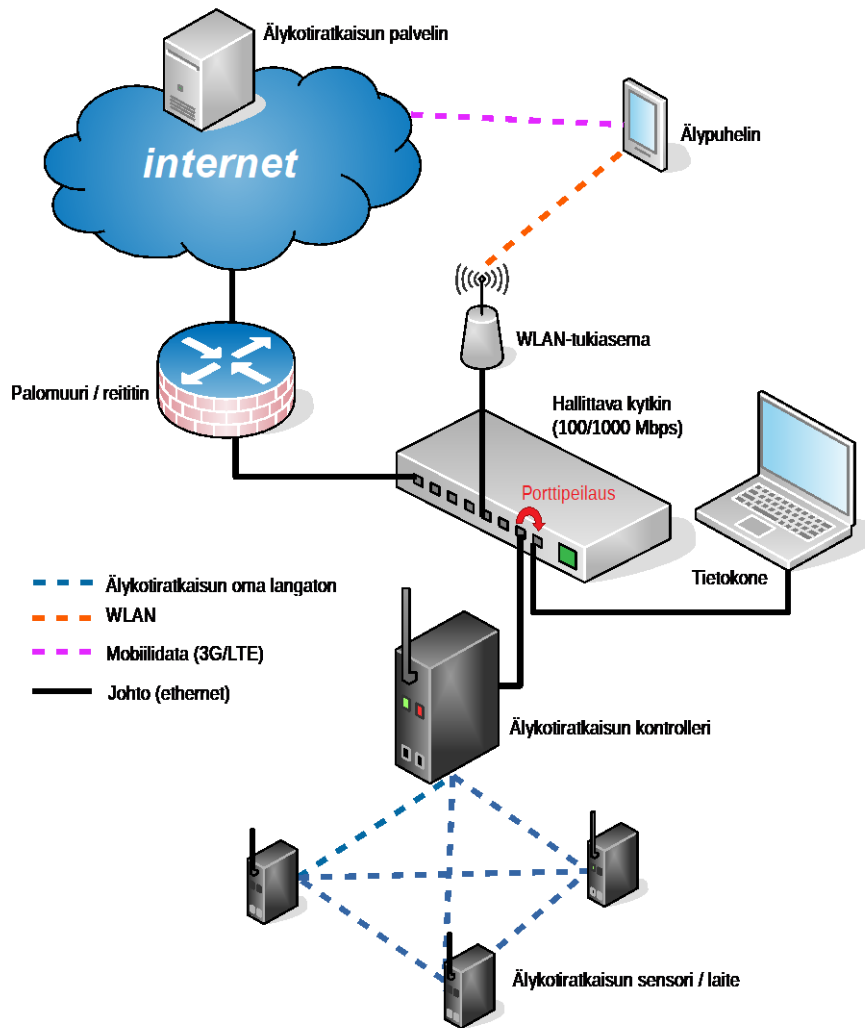 Älykotiratkaisun palvelin
internet
Älypuhelin
WLAN-tukiasema
Palomuuri / reititin
Hallittava kytkin
(100/1000 Mbps)
Porttipeilaus
Tietokone
Älykotiratkaisun oma langaton
WLAN
Mobiilidata (3G/LTE)
Johto (ethernet)
Älykotiratkaisun kontrolleri
Älykotiratkaisun sensori / laite